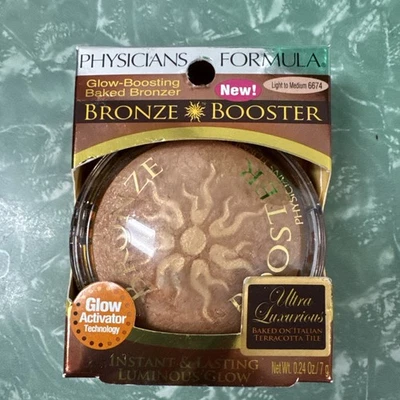 PHYSICIANS FORMULA
Glow-Boosting
Baked Bronzer
New!
Light to Medium 6674
BRONZE BOOSTER
Glow
Activator
Technology
Ultra
Luxurious
BAKED ON ITALIAN
TERRACOTTA TILE
INSTANT & LASTING
LUMINOUS GLOW
Net Wt. 0.24 Oz./ 7 g